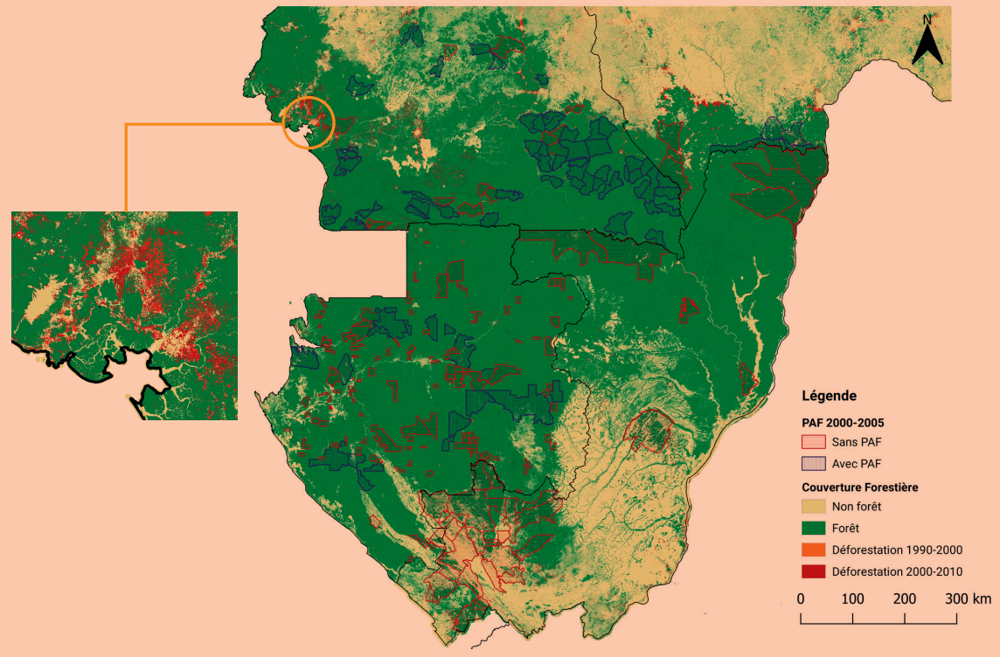 N
Légende
PAF 2000-2005
Sans PAF
Avec PAF
Couverture Forestière
Non forêt
Forêt
Déforestation 1990-2000
Déforestation 2000-2010
0 100 200 300 km